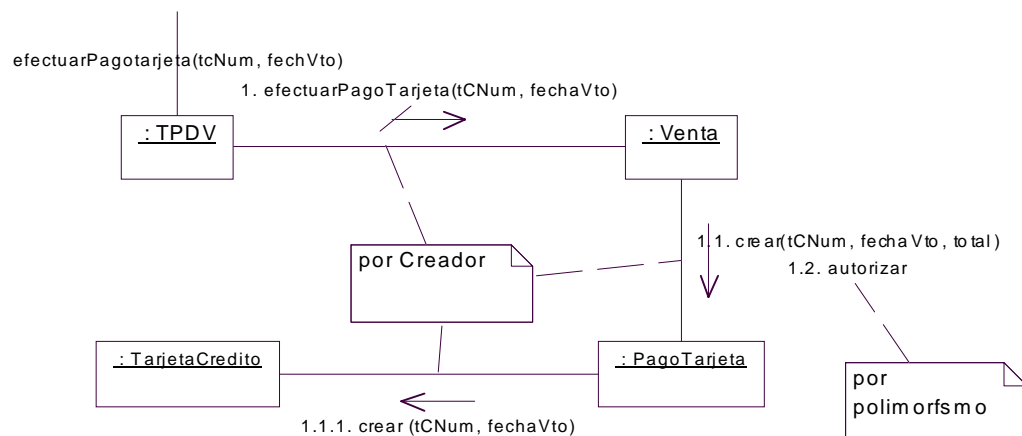 efectuarPagotarjeta(tcNum, fechVto)
1. efectuarPagoTarjeta(tCNum, fechaVto)
: TPDV
: Venta
1.1. crear(tCNum, fechaVto, total)
1.2. autorizar
por Creador
: TarjetaCredito
: PagoTarjeta
1.1.1. crear (tCNum, fechaVto)
por
polimorfsmo